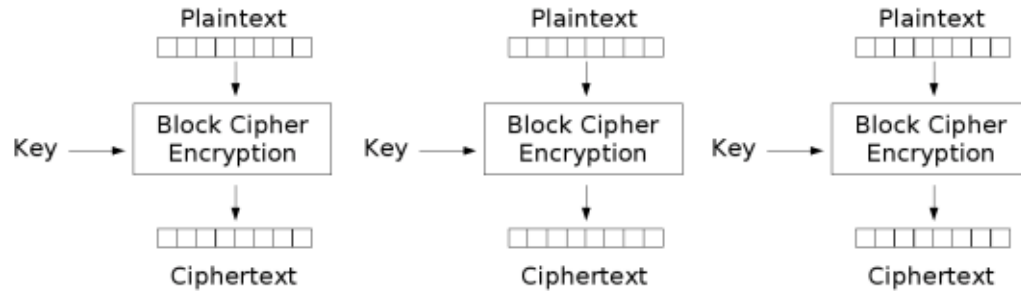 Plaintext
Key
Block Cipher
Encryption
Ciphertext
Plaintext
Key
Block Cipher
Encryption
Ciphertext
Plaintext
Key
Block Cipher
Encryption
Ciphertext